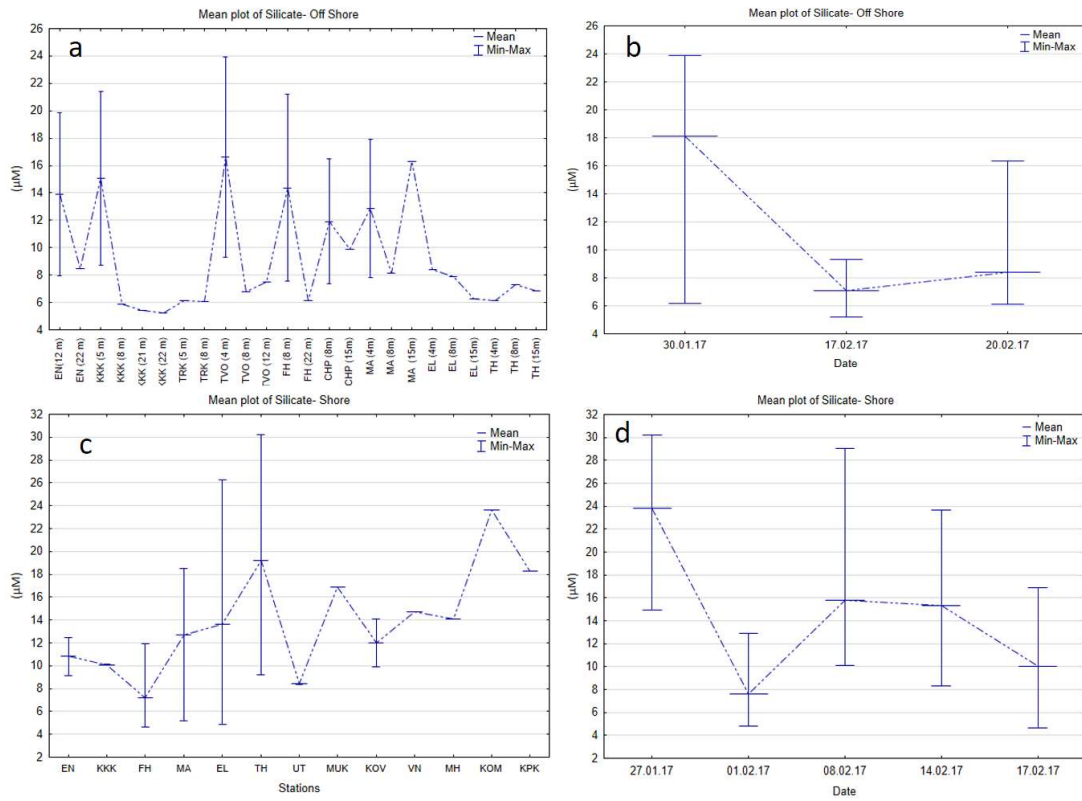 Mean plot of Silicate- Off Shore
a
Mean
Min-Max
26
24
22
20
18
16
14
12
10
8
6
4
(µM)
EN(12 m)
EN (22 m)
KKK (5 m)
KKK (8 m)
KKK (21 m)
KKK (22 m)
TRK (5 m)
TRK (8 m)
TVO (4 m)
TVO (8 m)
TVO (12 m)
FH (8 m)
FH (22 m)
CHP (8m)
CHP (15m)
MA (4m)
MA (8m)
MA (15m)
EL (4m)
EL (8m)
EL (15m)
TH (4m)
TH (8m)
TH (15m)
Mean plot of Silicate- Off Shore
b
Mean
Min-Max
26
24
22
20
18
16
14
12
10
8
6
4
(µM)
30.01.17 17.02.17 20.02.17
Date
Mean plot of Silicate- Shore
c
Mean
Min-Max
32
30
28
26
24
22
20
18
16
14
12
10
8
6
4
2
(µM)
EN KKK FH MA EL TH UT MUK KOV VN MH KOM KPK
Stations
Mean plot of Silicate- Shore
d
Mean
Min-Max
32
30
28
26
24
22
20
18
16
14
12
10
8
6
4
2
(µM)
27.01.17 01.02.17 08.02.17 14.02.17 17.02.17
Date